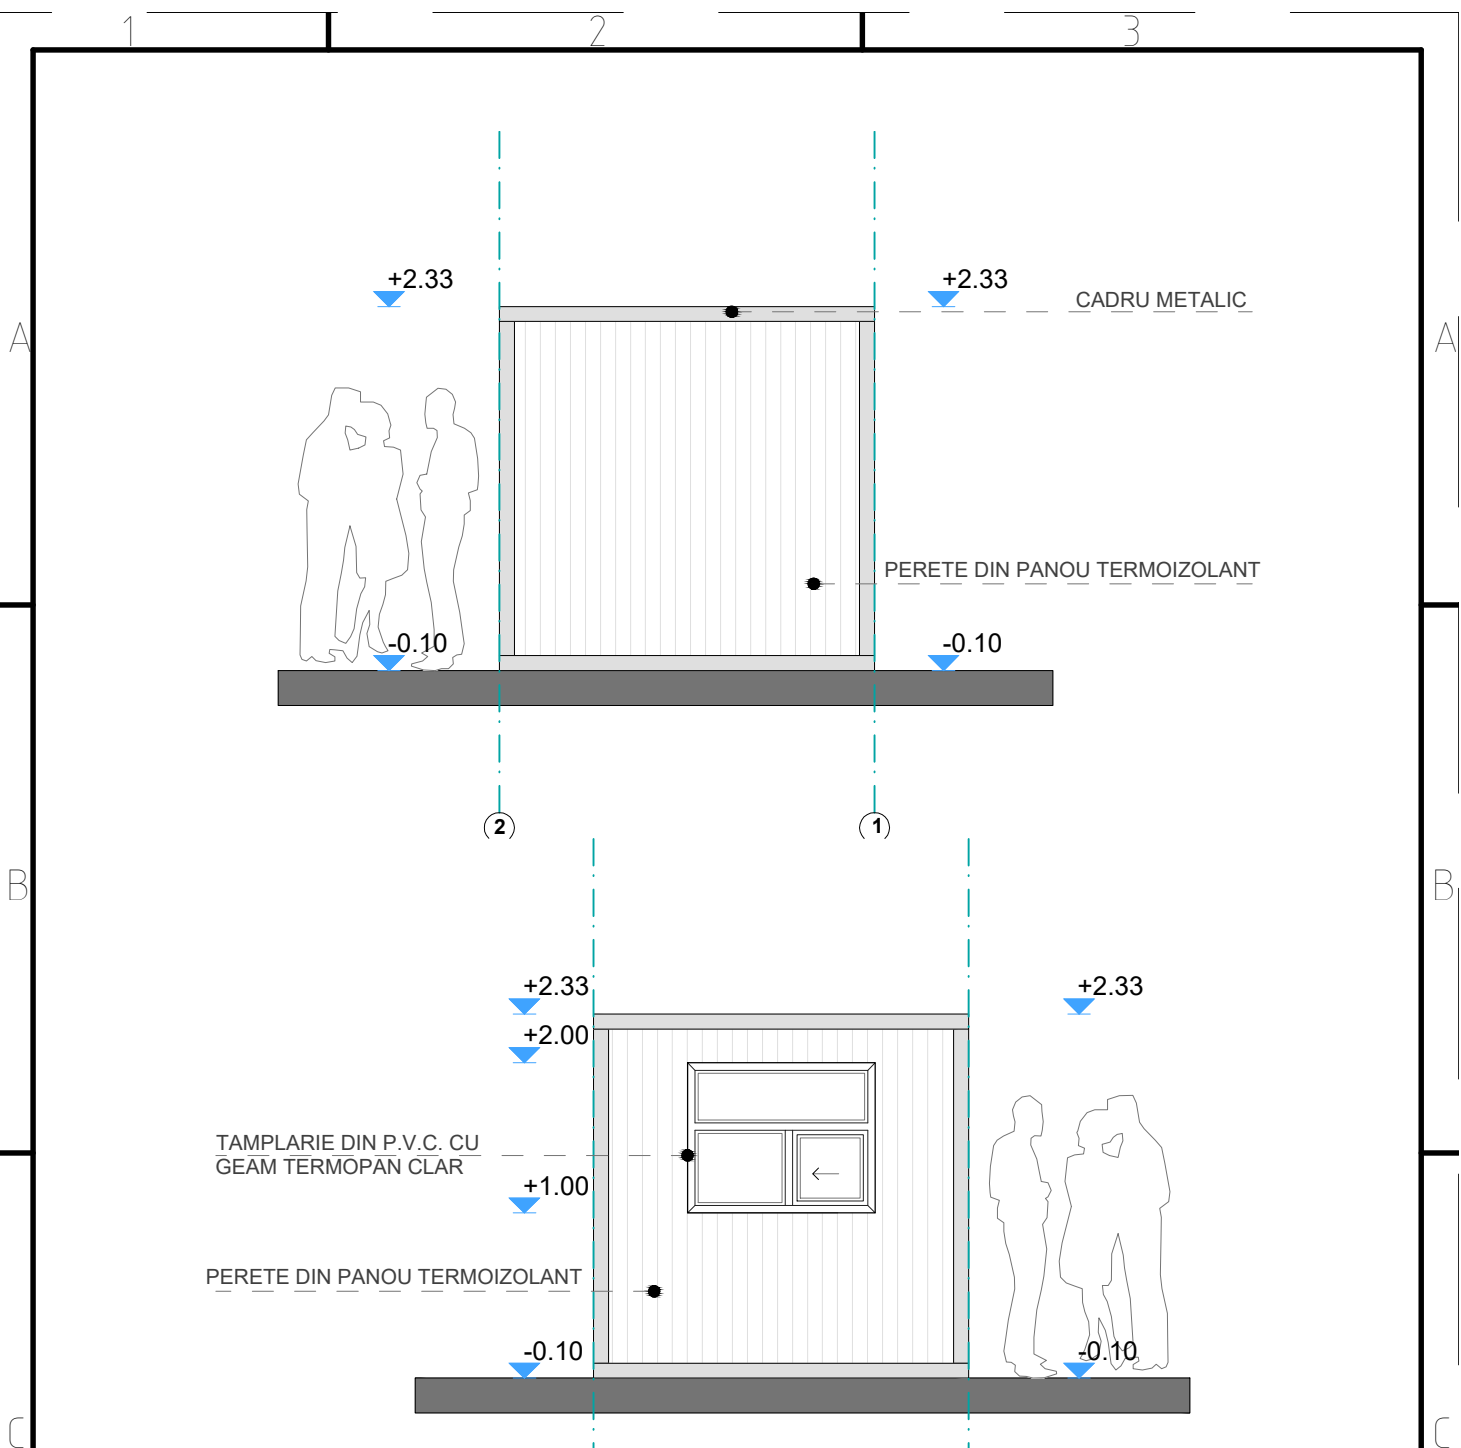 1 2 3
+2.33 +2.33
CADRU METALIC
A A
PERETE DIN PANOU TERMOIZOLANT
-0.10 -0.10
2 1
B B
+2.33 +2.33
+2.00
TAMPLARIE DIN P.V.C. CU
GEAM TERMOPAN CLAR
+1.00
PERETE DIN PANOU TERMOIZOLANT
-0.10 -0.10
C C